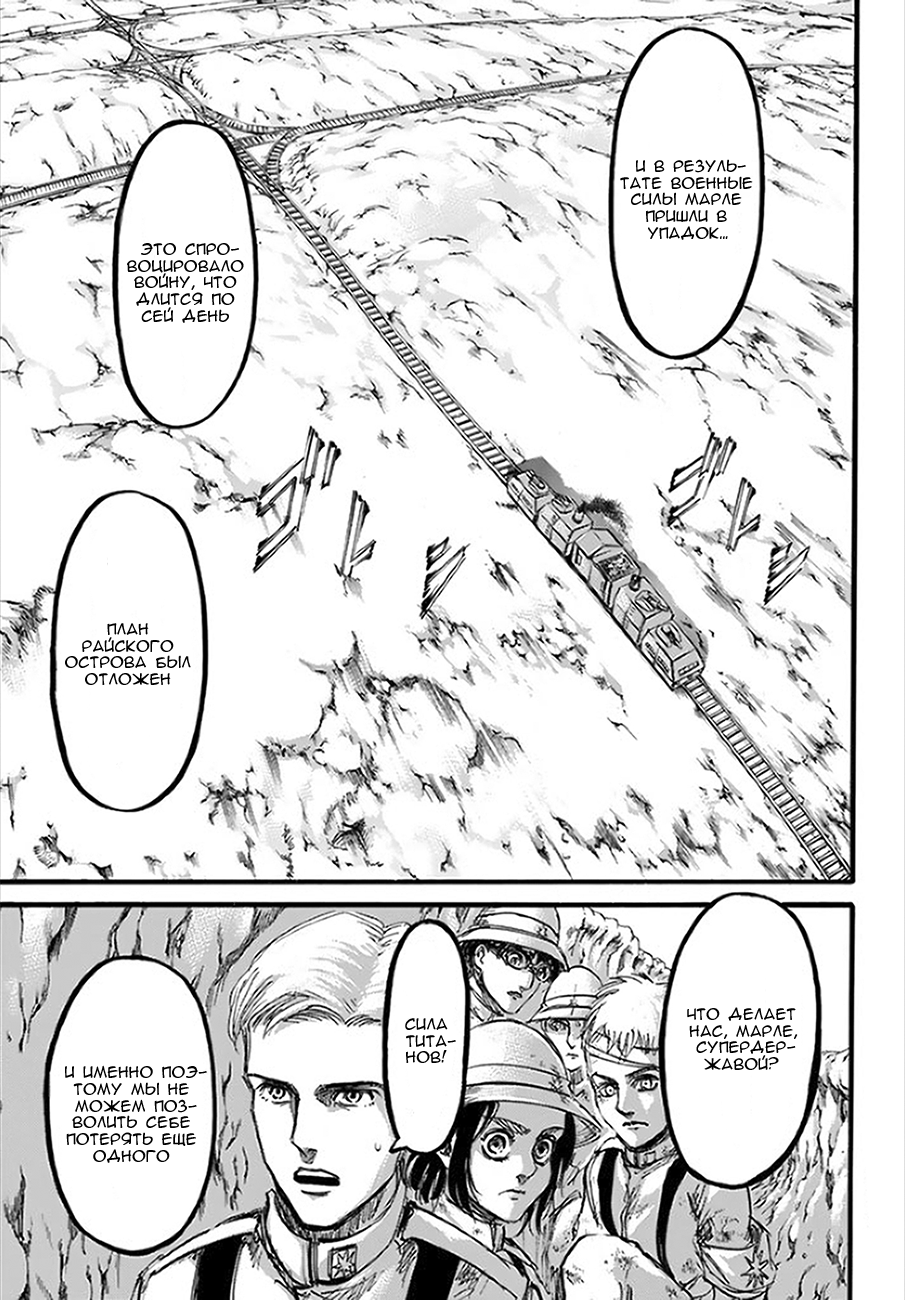 И В РЕЗУЛЬ-
ТАТЕ ВОЕННЫЕ
СИЛЫ МАРЛЕ
ПРИШЛИ В
УПАДОК...
ЭТО СПРО-
ВОЦИРОВАЛО
ВОЙНУ, ЧТО
ДЛИТСЯ ПО
СЕЙ ДЕНЬ
ПЛАН
РАЙСКОГО
ОСТРОВА БЫЛ
ОТЛОЖЕН
ЧТО ДЕЛАЕТ
НАС, МАРЛЕ,
СУПЕРДЕР-
ЖАВОЙ?
СИЛА
ТИТА-
НОВ!
И ИМЕННО ПОЭ-
ТОМУ МЫ НЕ
МОЖЕМ ПОЗ-
ВОЛИТЬ СЕБЕ
ПОТЕРЯТЬ ЕЩЕ
ОДНОГО